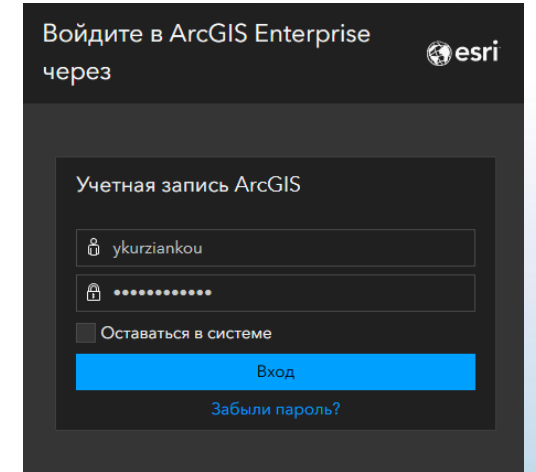 Войдите в ArcGIS Enterprise
через
esri
Учетная запись ArcGIS
ykurziankou
••••••••••••
Оставаться в системе
Вход
Забыли пароль?